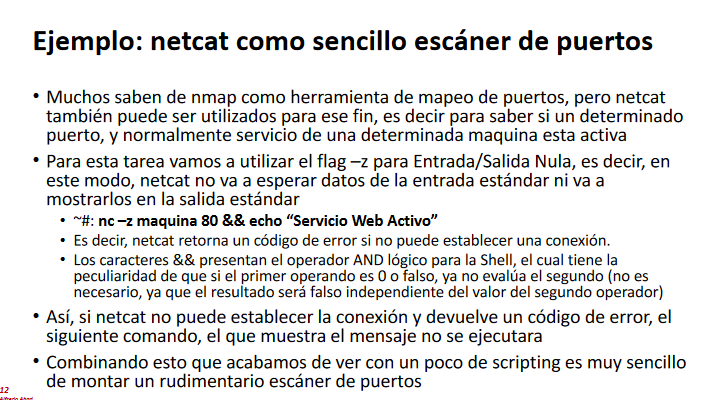 Ejemplo: netcat como sencillo escáner de puertos
• Muchos saben de nmap como herramienta de mapeo de puertos, pero netcat
también puede ser utilizados para ese fin, es decir para saber si un determinado
puerto, y normalmente servicio de una determinada maquina esta activa
• Para esta tarea vamos a utilizar el flag –z para Entrada/Salida Nula, es decir, en
este modo, netcat no va a esperar datos de la entrada estándar ni va a
mostrarlos en la salida estándar
• ~#: nc –z maquina 80 && echo “Servicio Web Activo”
• Es decir, netcat retorna un código de error si no puede establecer una conexión.
• Los caracteres && presentan el operador AND lógico para la Shell, el cual tiene la
peculiaridad de que si el primer operando es 0 o falso, ya no evalúa el segundo (no es
necesario, ya que el resultado será falso independiente del valor del segundo operador)
• Así, si netcat no puede establecer la conexión y devuelve un código de error, el
siguiente comando, el que muestra el mensaje no se ejecutara
• Combinando esto que acabamos de ver con un poco de scripting es muy sencillo
de montar un rudimentario escáner de puertos
12